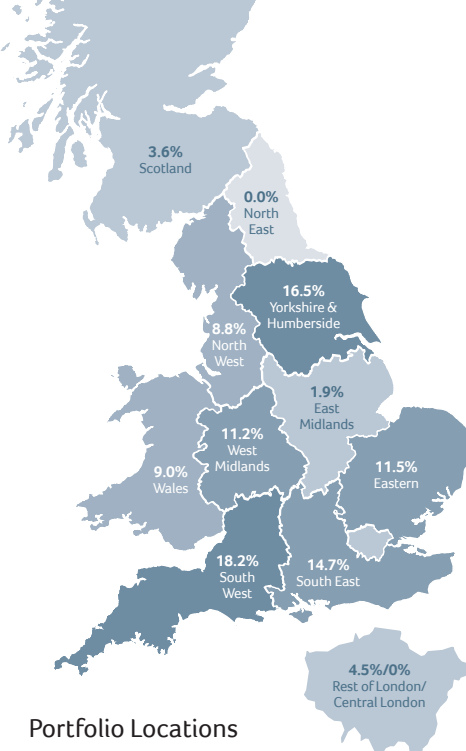 3.6%
Scotland
0.0%
North
East
16.5%
Yorkshire &
Humberside
8.8%
North
West
1.9%
East
Midlands
11.2%
West
Midlands
11.5%
Eastern
9.0%
Wales
18.2%
South
West
14.7%
South East
4.5%/0%
Rest of London/
Central London
Portfolio Locations